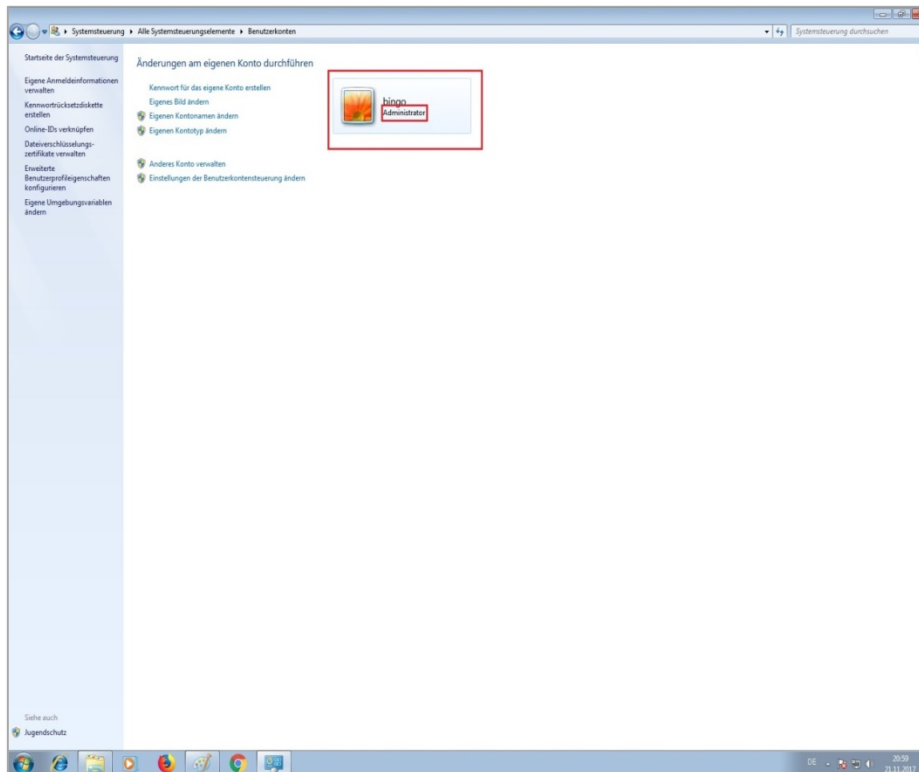 Systemsteuerung ▸ Alle Systemsteuerungselemente ▸ Benutzerkonten
Systemsteuerung durchsuchen
Startseite der Systemsteuerung
Eigene Anmeldeinformationen
verwalten
Kennwortrücksetzdiskette
erstellen
Online-IDs verknüpfen
Dateiverschlüsselungs-
zertifikate verwalten
Erweiterte
Benutzerprofileigenschaften
konfigurieren
Eigene Umgebungsvariablen
ändern
Änderungen am eigenen Konto durchführen
Kennwort für das eigene Konto erstellen
Eigenes Bild ändern
Eigenen Kontonamen ändern
Eigenen Kontotyp ändern
Anderes Konto verwalten
Einstellungen der Benutzerkontensteuerung ändern
bingo
Administrator
Siehe auch
Jugendschutz
DE
20:59
21.11.2017